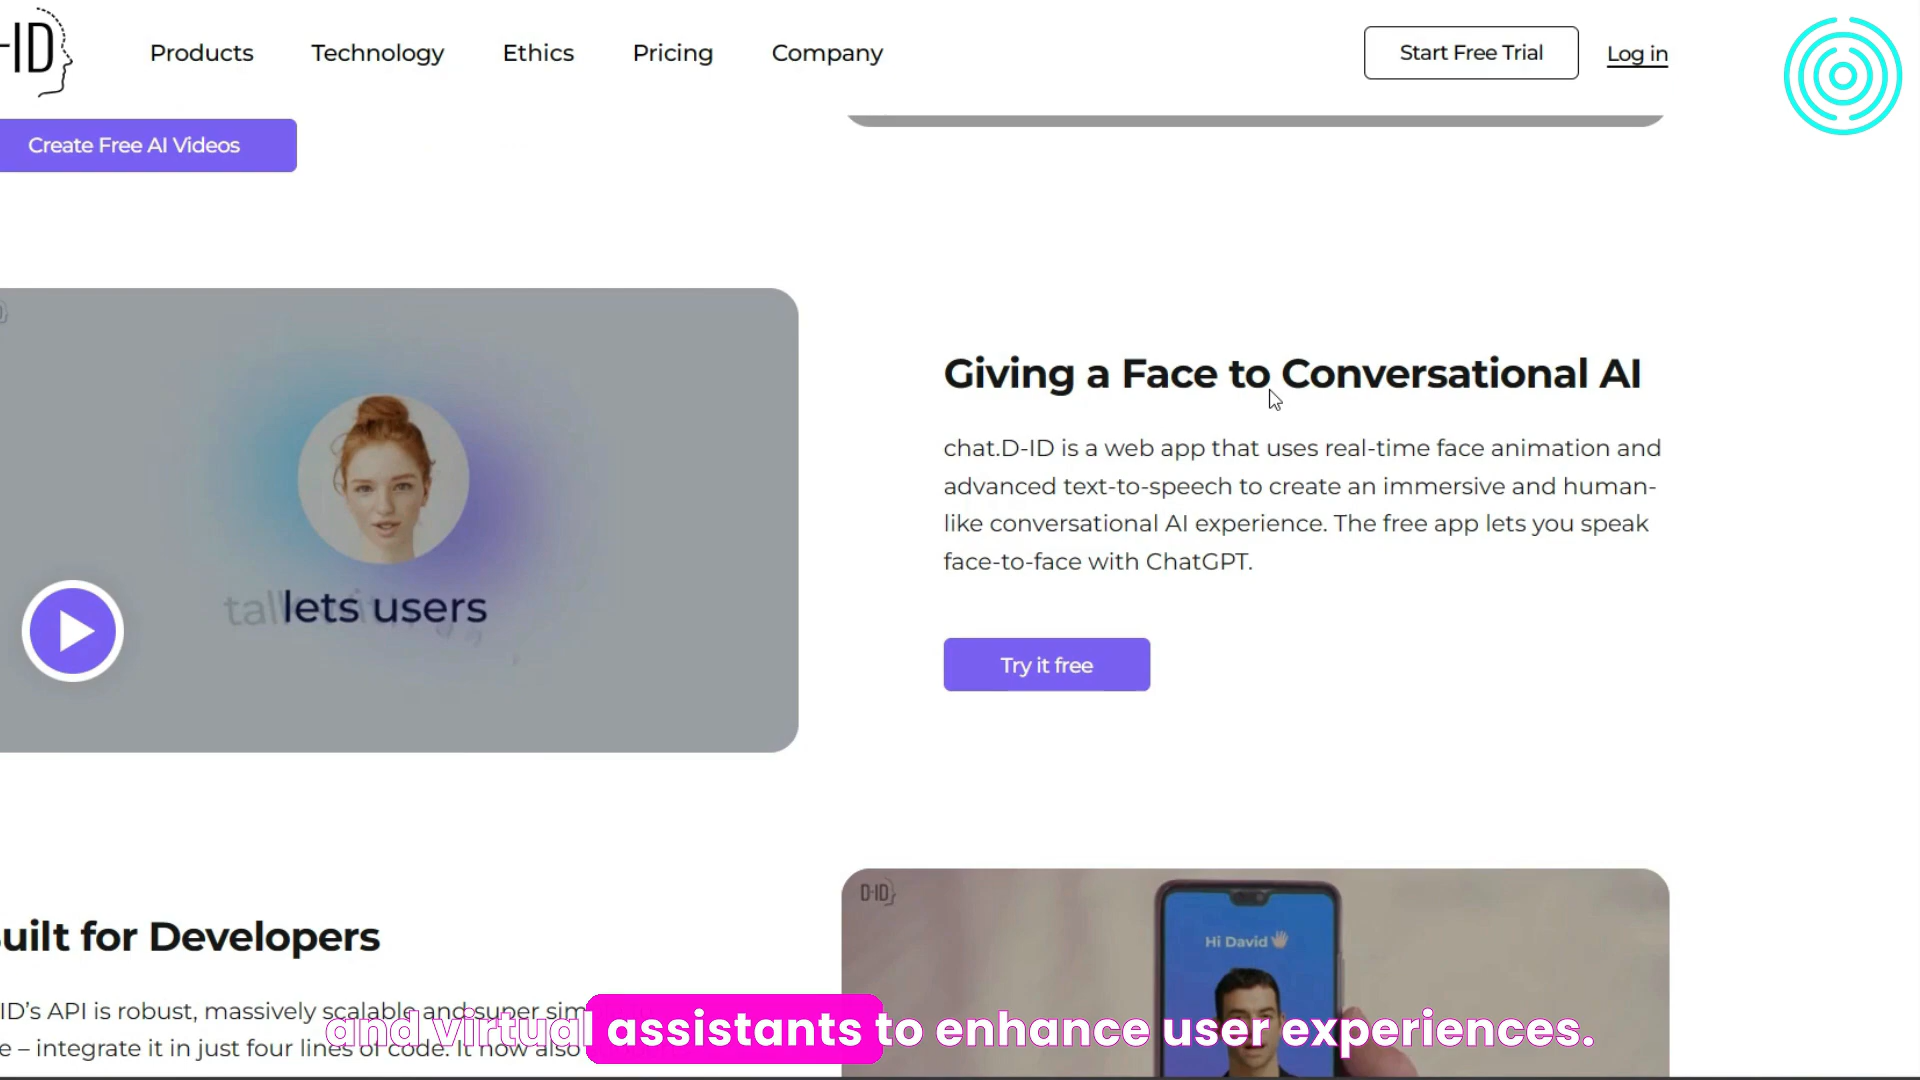 -ID
Products
Technology
Ethics
Pricing
Company
Start Free Trial
Log in
Create Free AI Videos
lets users
Giving a Face to Conversational AI
chat.D-ID is a web app that uses real-time face animation and
advanced text-to-speech to create an immersive and human-
like conversational AI experience. The free app lets you speak
face-to-face with ChatGPT.
Try it free
uilt for Developers
ID's API is robust, massively scalable and super sim
e – integrate it in just four lines of code. It now also
D-ID
Hi David 👋
and virtual assistants to enhance user experiences.